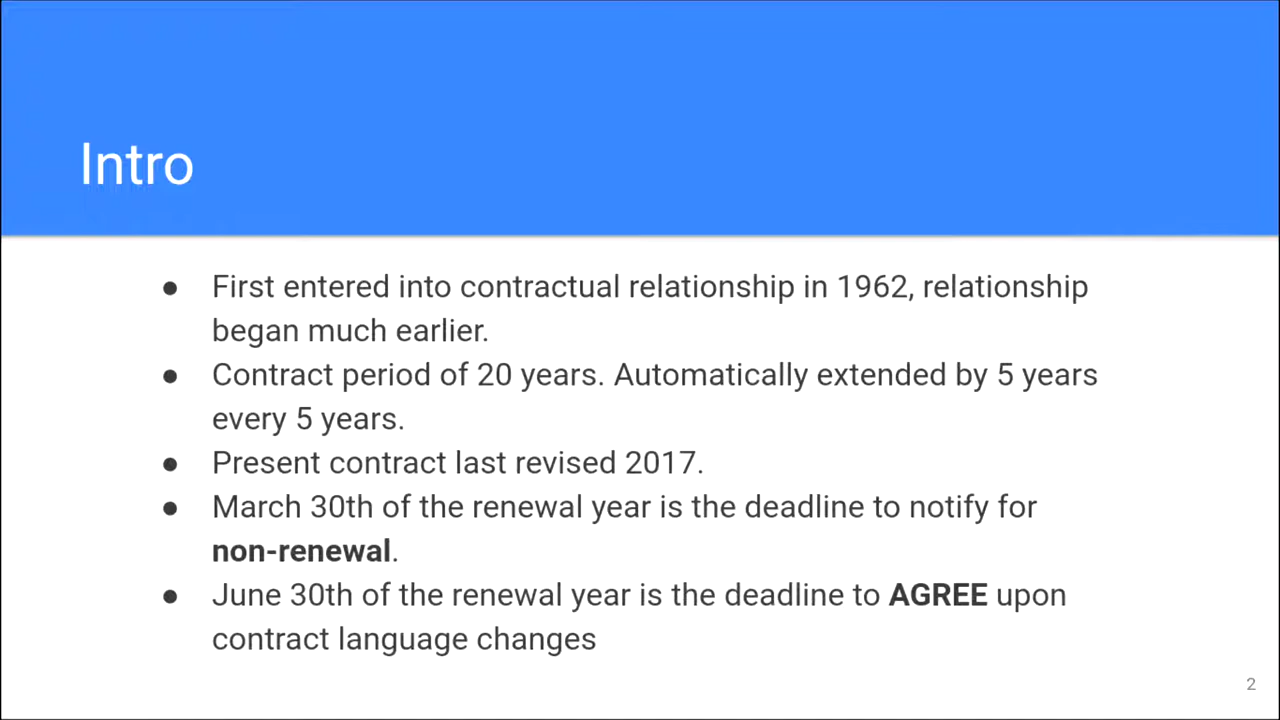 Intro
● First entered into contractual relationship in 1962, relationship
began much earlier.
● Contract period of 20 years. Automatically extended by 5 years
every 5 years.
● Present contract last revised 2017.
● March 30th of the renewal year is the deadline to notify for
non-renewal.
● June 30th of the renewal year is the deadline to AGREE upon
contract language changes
2